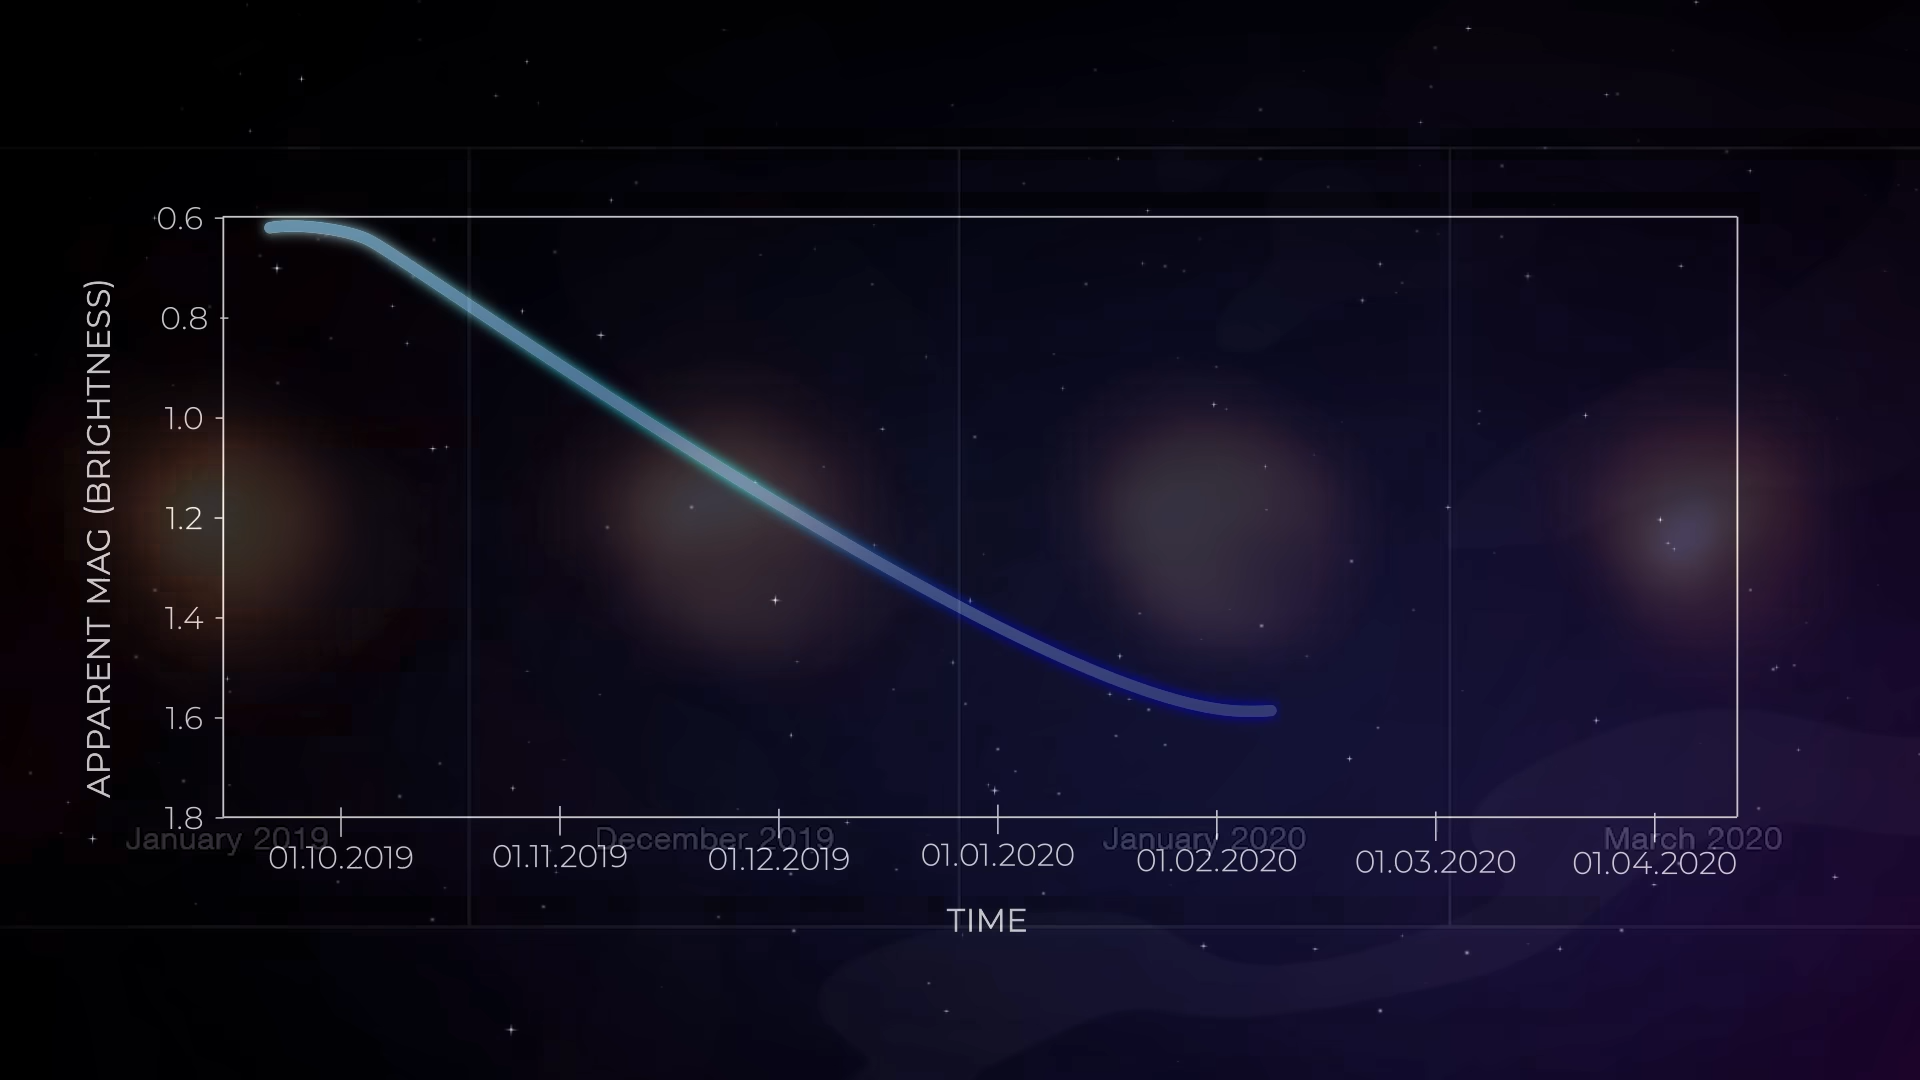 APPARENT MAG (BRIGHTNESS)
0.6
0.8
1.0
1.2
1.4
1.6
1.8
January 2019
December 2019
January 2020
March 2020
01.10.2019
01.11.2019
01.12.2019
01.01.2020
01.02.2020
01.03.2020
01.04.2020
TIME